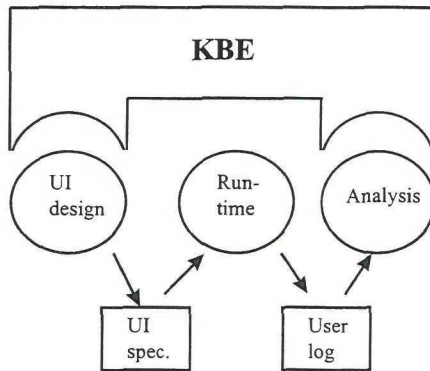 KBE
UI
design
Run-
time
Analysis
UI
spec.
User
log